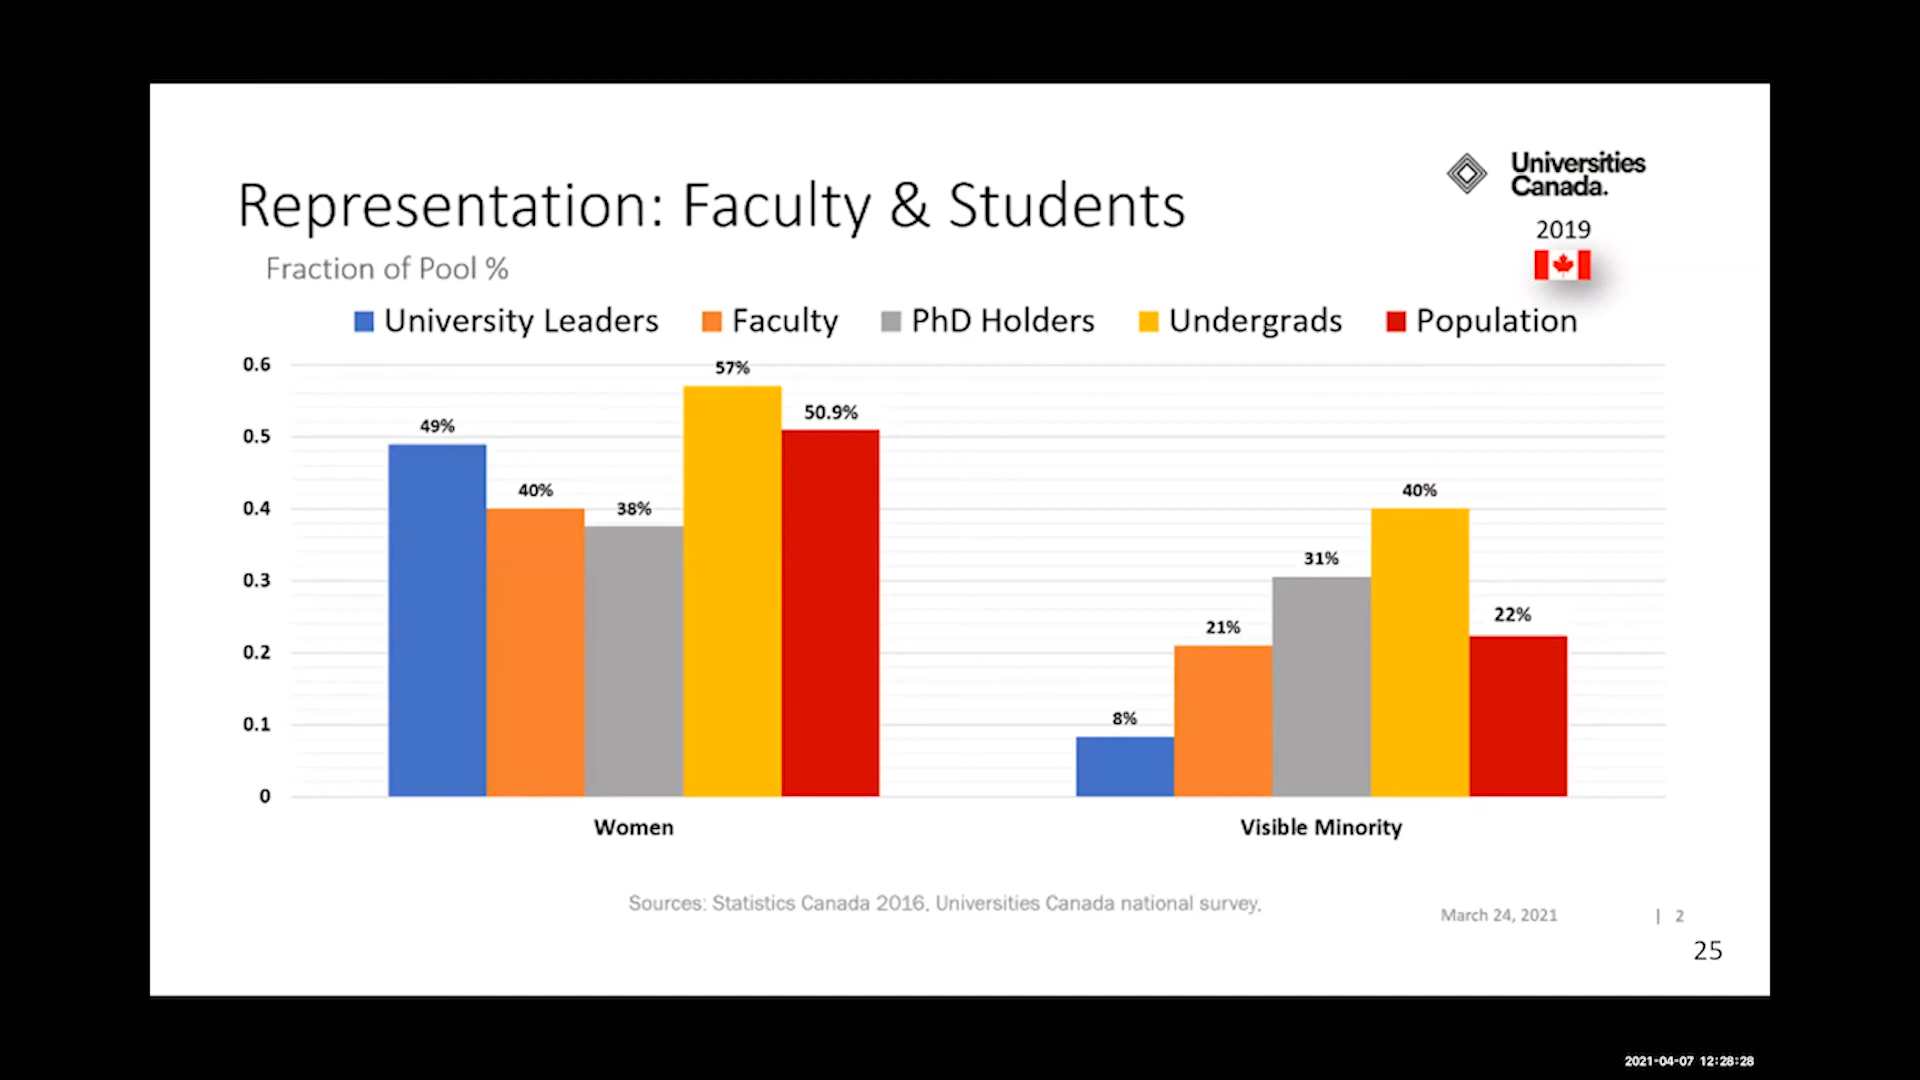 Universities
Canada.
Representation: Faculty & Students
2019
Fraction of Pool %
University Leaders Faculty PhD Holders Undergrads Population
0.6
0.5
0.4
0.3
0.2
0.1
0
49%
40%
38%
57%
50.9%
8%
21%
31%
40%
22%
Women
Visible Minority
Sources: Statistics Canada 2016, Universities Canada national survey,
March 24, 2021 | 2
25
2021-04-07 12:28:28